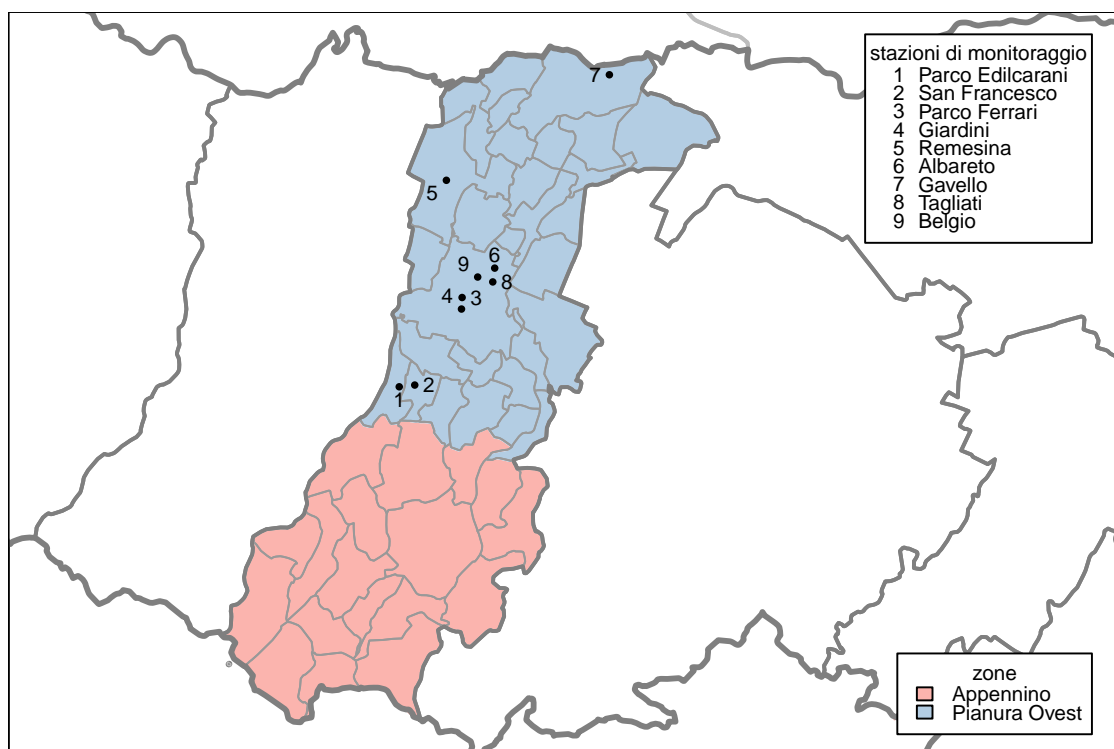 stazioni di monitoraggio
1 Parco Edilcarani
2 San Francesco
3 Parco Ferrari
4 Giardini
5 Remesina
6 Albareto
7 Gavello
8 Tagliati
9 Belgio
7
5
6
9
8
4 3
2
1
zone
Appennino
Pianura Ovest